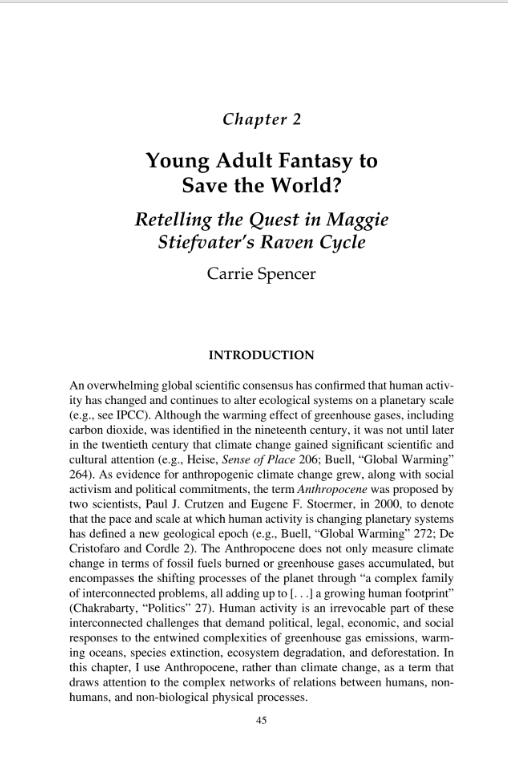 Chapter 2
Young Adult Fantasy to
Save the World?
Retelling the Quest in Maggie
Stiefvater's Raven Cycle
Carrie Spencer
INTRODUCTION
An overwhelming global scientific consensus has confirmed that human activ-
ity has changed and continues to alter ecological systems on a planetary scale
(e.g., see IPCC). Although the warming effect of greenhouse gases, including
carbon dioxide, was identified in the nineteenth century, it was not until later
in the twentieth century that climate change gained significant scientific and
cultural attention (e.g., Heise, Sense of Place 206; Buell, “Global Warming”
264). As evidence for anthropogenic climate change grew, along with social
activism and political commitments, the term Anthropocene was proposed by
two scientists, Paul J. Crutzen and Eugene F. Stoermer, in 2000, to denote
that the pace and scale at which human activity is changing planetary systems
has defined a new geological epoch (e.g., Buell, “Global Warming” 272; De
Cristofaro and Cordle 2). The Anthropocene does not only measure climate
change in terms of fossil fuels burned or greenhouse gases accumulated, but
encompasses the shifting processes of the planet through “a complex family
of interconnected problems, all adding up to [. . .] a growing human footprint”
(Chakrabarty, “Politics” 27). Human activity is an irrevocable part of these
interconnected challenges that demand political, legal, economic, and social
responses to the entwined complexities of greenhouse gas emissions, warm-
ing oceans, species extinction, ecosystem degradation, and deforestation. In
this chapter, I use Anthropocene, rather than climate change, as a term that
draws attention to the complex networks of relations between humans, non-
humans, and non-biological physical processes.
45